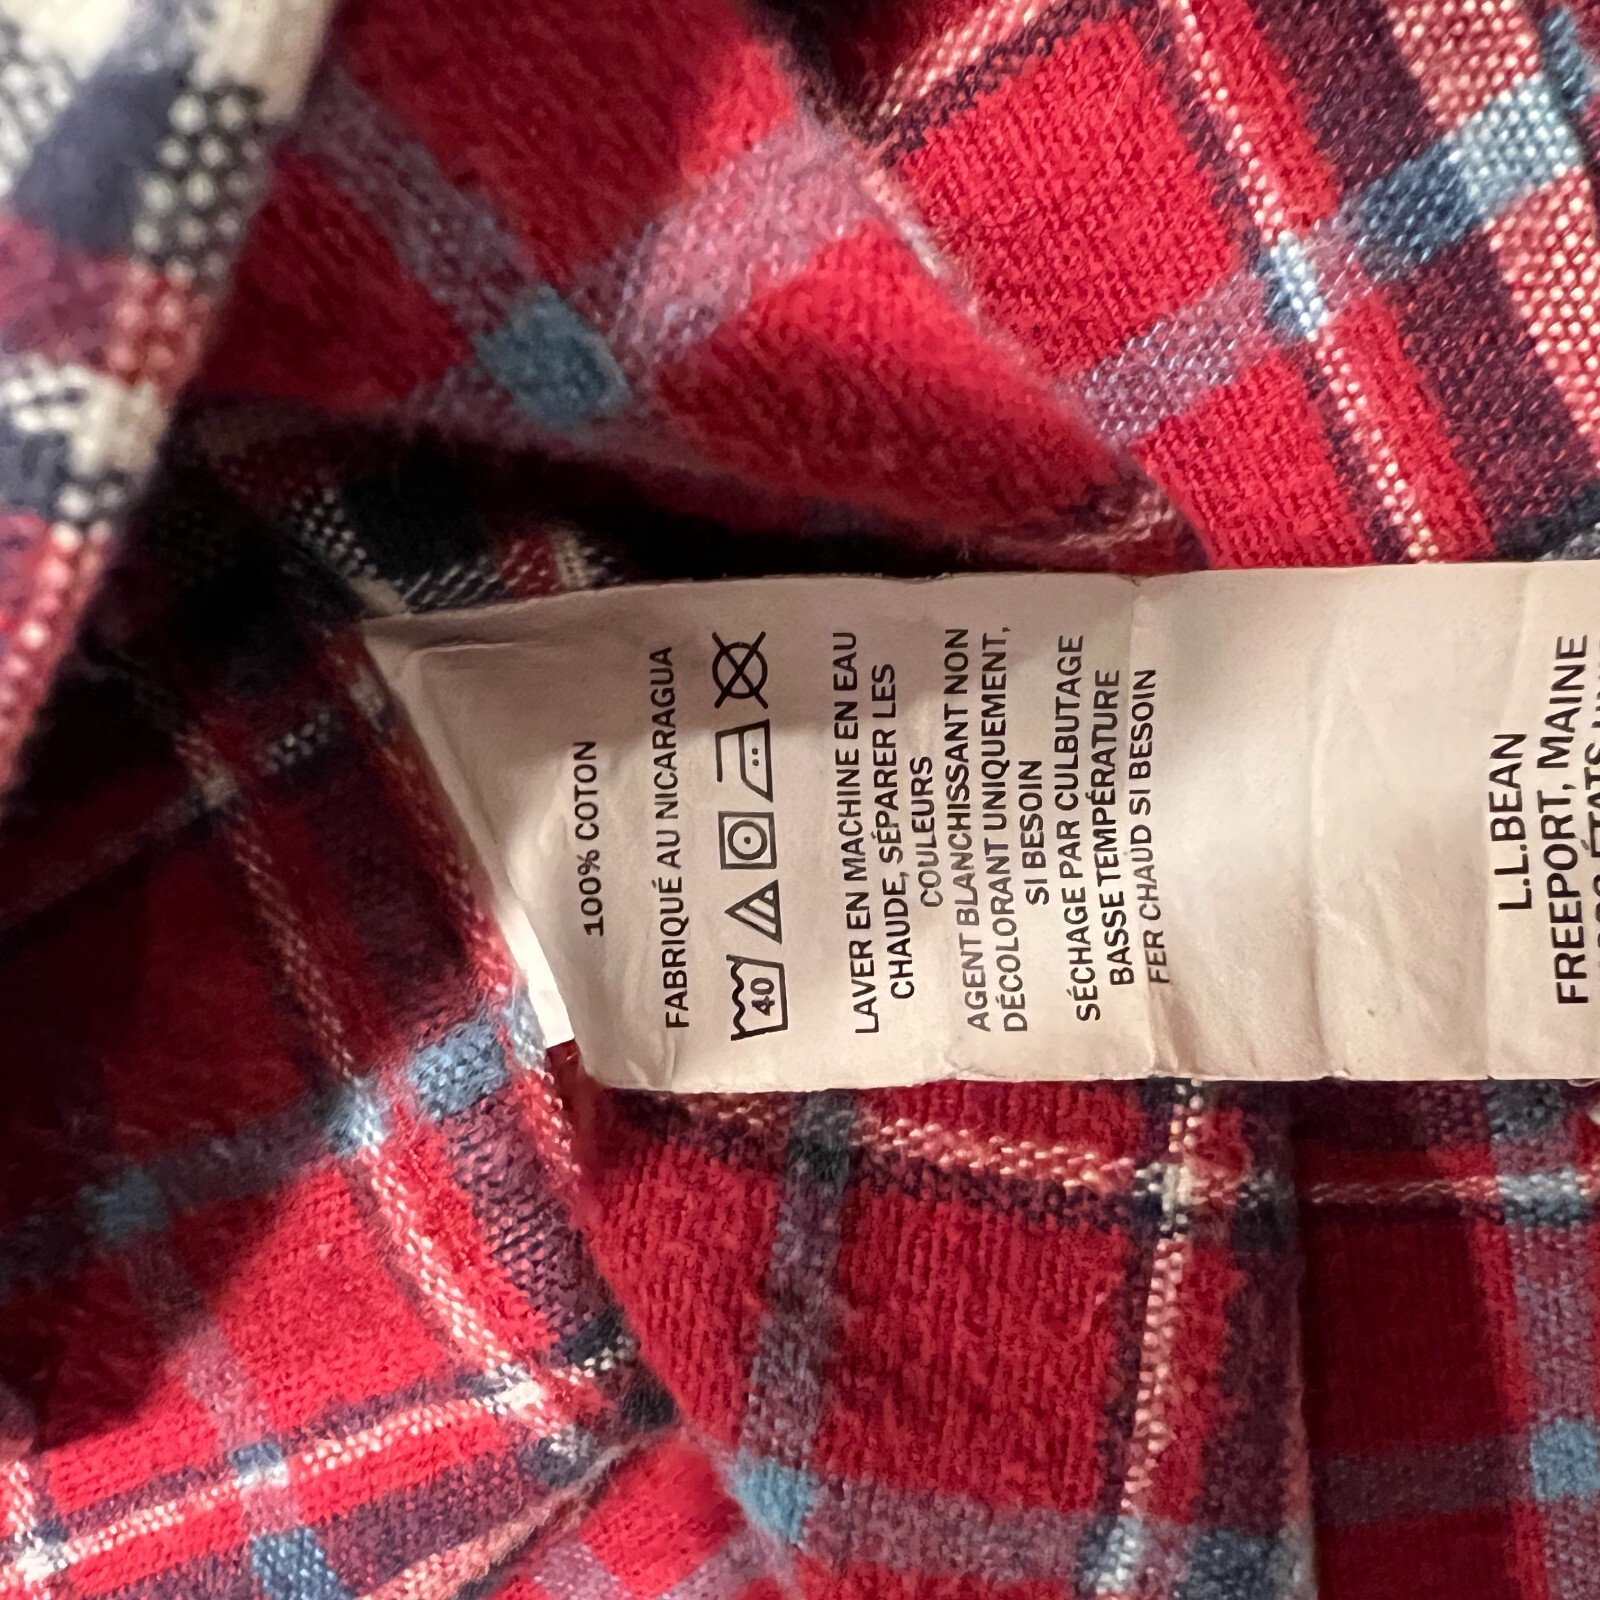 100% COTON
FABRIQUÉ AU NICARAGUA
40
LAVER EN MACHINE EN EAU
CHAUDE, SÉPARER LES
COULEURS
AGENT BLANCHISSANT NON
DÉCOLORANT UNIQUEMENT,
SI BESOIN
SÉCHAGE PAR CULBUTAGE
BASSE TEMPÉRATURE
FER CHAUD SI BESOIN
L.L.BEAN
FREEPORT, MAINE